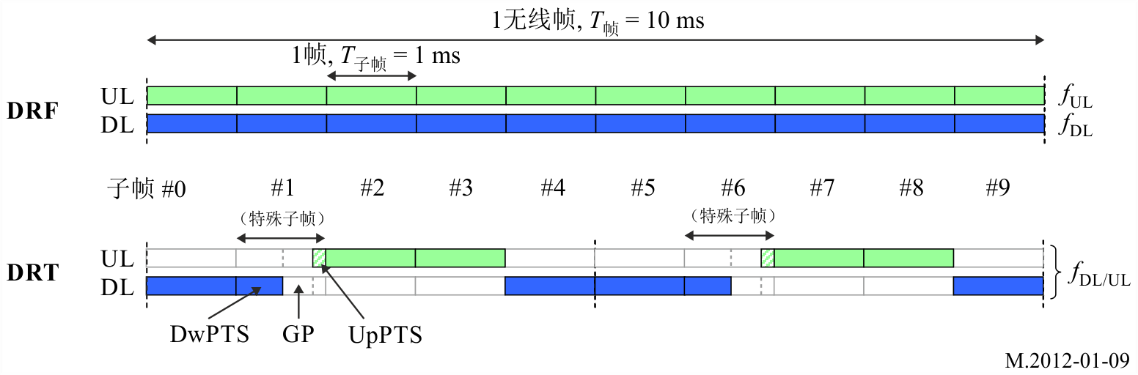 1无线帧, T帧 = 10 ms
1帧, T子帧 = 1 ms
DRF
UL
fUL
DL
fDL
子帧 #0 #1 #2 #3 #4 #5 #6 #7 #8 #9
（特殊子帧） （特殊子帧）
DRT
UL
DL
fDL/UL
DwPTS GP UpPTS
M.2012-01-09